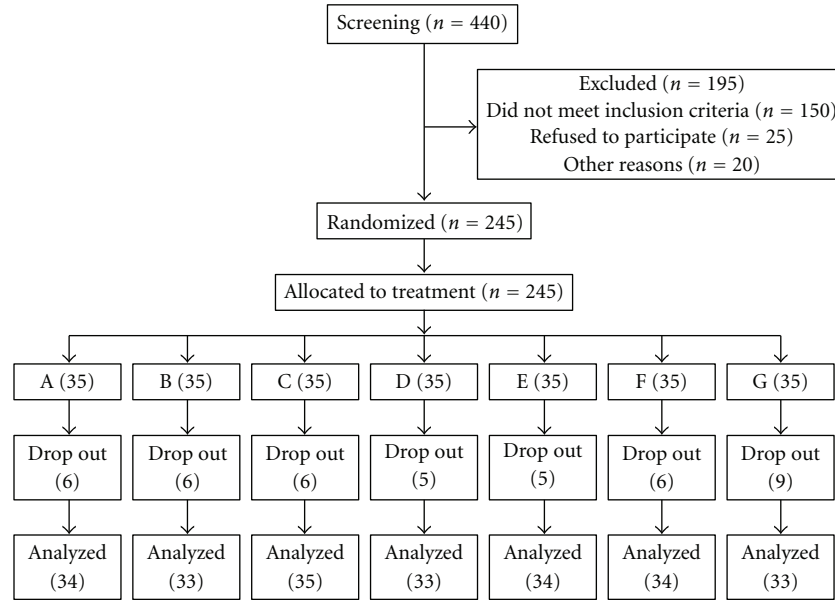 Screening (n = 440)
Excluded (n = 195)
Did not meet inclusion criteria (n = 150)
Refused to participate (n = 25)
Other reasons (n = 20)
Randomized (n = 245)
Allocated to treatment (n = 245)
A (35)
B (35)
C (35)
D (35)
E (35)
F (35)
G (35)
Drop out
(6)
Drop out
(6)
Drop out
(6)
Drop out
(5)
Drop out
(5)
Drop out
(6)
Drop out
(9)
Analyzed
(34)
Analyzed
(33)
Analyzed
(35)
Analyzed
(33)
Analyzed
(34)
Analyzed
(34)
Analyzed
(33)